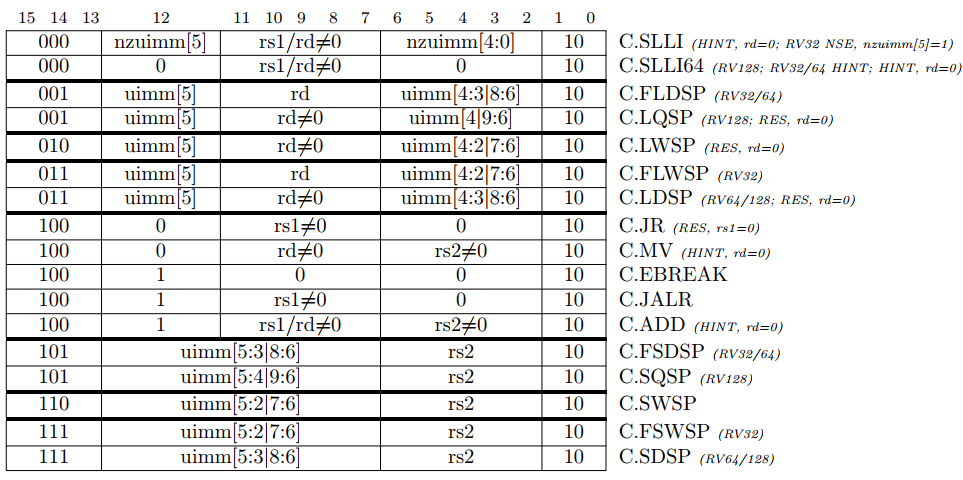 15 14 13 12 11 10 9 8 7 6 5 4 3 2 1 0
000 nzuimm[5] rs1/rd≠0 nzuimm[4:0] 10 C.SLLI (HINT, rd=0; RV32 NSE, nzuimm[5]=1)
000 0 rs1/rd≠0 0 10 C.SLLI64 (RV128; RV32/64 HINT; HINT, rd=0)
001 uimm[5] rd uimm[4:3|8:6] 10 C.FLDSP (RV32/64)
001 uimm[5] rd≠0 uimm[4|9:6] 10 C.LQSP (RV128; RES, rd=0)
010 uimm[5] rd≠0 uimm[4:2|7:6] 10 C.LWSP (RES, rd=0)
011 uimm[5] rd uimm[4:2|7:6] 10 C.FLWSP (RV32)
011 uimm[5] rd≠0 uimm[4:3|8:6] 10 C.LDSP (RV64/128; RES, rd=0)
100 0 rs1≠0 0 10 C.JR (RES, rs1=0)
100 0 rd≠0 rs2≠0 10 C.MV (HINT, rd=0)
100 1 0 0 10 C.EBREAK
100 1 rs1≠0 0 10 C.JALR
100 1 rs1/rd≠0 rs2≠0 10 C.ADD (HINT, rd=0)
101 uimm[5:3|8:6] rs2 10 C.FSDSP (RV32/64)
101 uimm[5:4|9:6] rs2 10 C.SQSP (RV128)
110 uimm[5:2|7:6] rs2 10 C.SWSP
111 uimm[5:2|7:6] rs2 10 C.FSWSP (RV32)
111 uimm[5:3|8:6] rs2 10 C.SDSP (RV64/128)